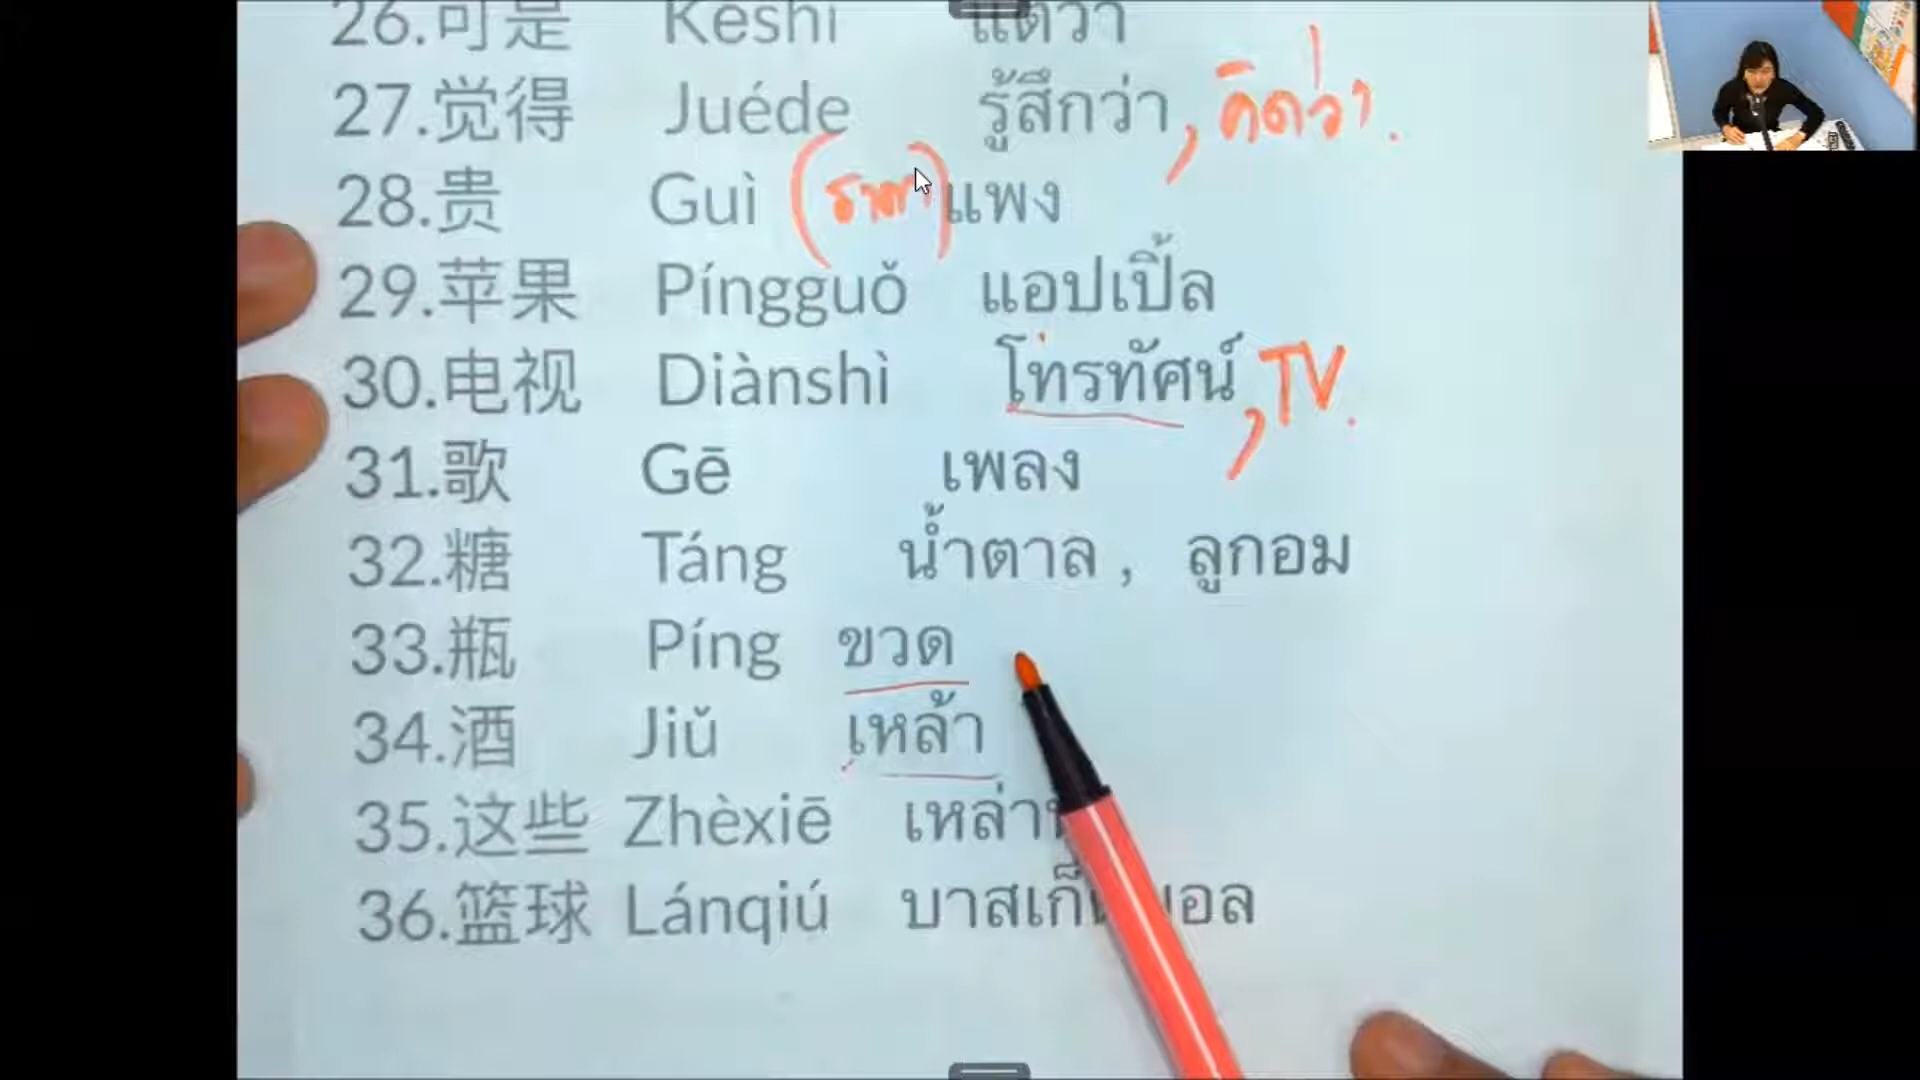 26.可是 Kěshì แต่ว่า
27.觉得 Juéde รู้สึกว่า , คิดว่า.
28.贵 Guì (ราคา) แพง
29.苹果 Píngguǒ แอปเปิ้ล
30.电视 Diànshì โทรทัศน์ , TV.
31.歌 Gē เพลง
32.糖 Táng น้ำตาล , ลูกอม
33.瓶 Píng ขวด
34.酒 Jiǔ เหล้า
35.这些 Zhèxiē
36.篮球 Lánqiú